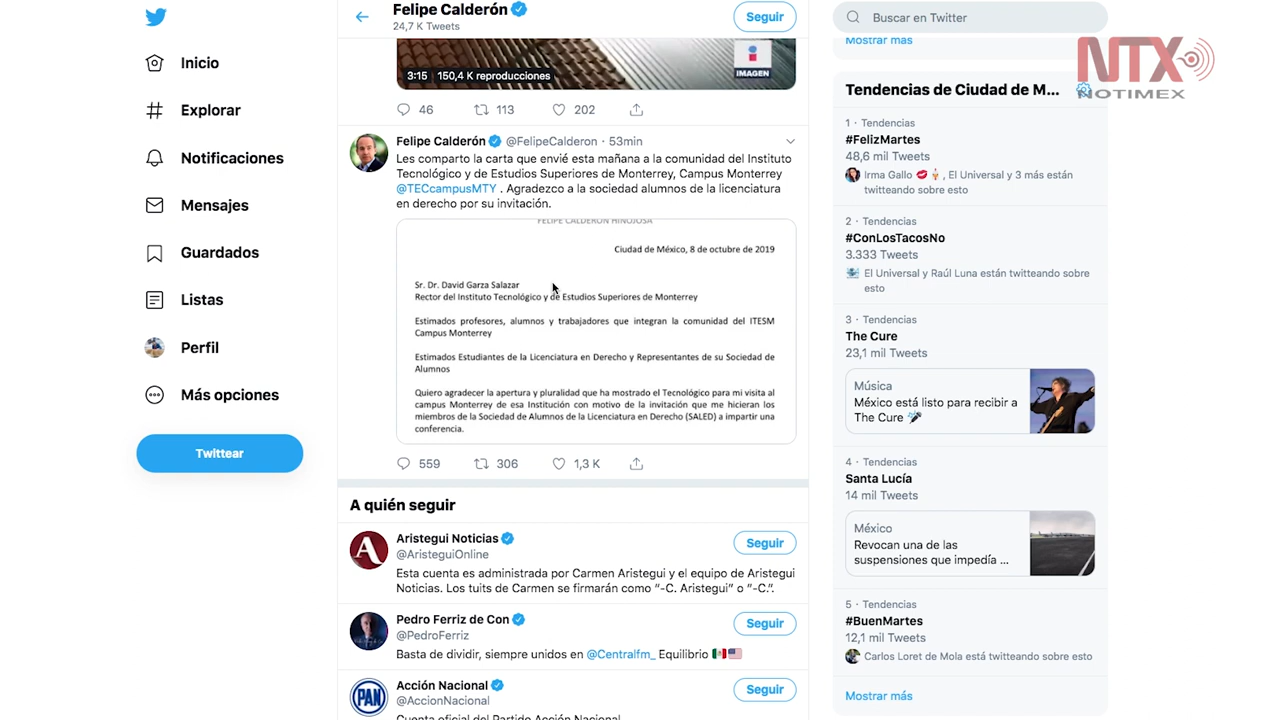 Inicio
Explorar
Notificaciones
Mensajes
Guardados
Listas
Perfil
Más opciones
Twittear
Felipe Calderón
24,7 K Tweets
Seguir
IMAGEN
3:15 150,4 K reproducciones
46 113 202
Felipe Calderón @FelipeCalderon · 53min
Les comparto la carta que envié esta mañana a la comunidad del Instituto
Tecnológico y de Estudios Superiores de Monterrey, Campus Monterrey
@TECcampusMTY . Agradezco a la sociedad alumnos de la licenciatura
en derecho por su invitación.
FELIPE CALDERÓN HINOJOSA
Ciudad de México, 8 de octubre de 2019
Sr. Dr. David Garza Salazar
Rector del Instituto Tecnológico y de Estudios Superiores de Monterrey
Estimados profesores, alumnos y trabajadores que integran la comunidad del ITESM
Campus Monterrey
Estimados Estudiantes de la Licenciatura en Derecho y Representantes de su Sociedad de
Alumnos
Quiero agradecer la apertura y pluralidad que ha mostrado el Tecnológico para mi visita al
campus Monterrey de esa Institución con motivo de la invitación que me hicieran los
miembros de la Sociedad de Alumnos de la Licenciatura en Derecho (SALED) a impartir una
conferencia.
559 306 1,3 K
A quién seguir
Aristegui Noticias
@AristeguiOnline
Seguir
Esta cuenta es administrada por Carmen Aristegui y el equipo de Aristegui
Noticias. Los tuits de Carmen se firmarán como “-C. Aristegui” o “-C.”.
Pedro Ferriz de Con
@PedroFerriz
Seguir
Basta de dividir, siempre unidos en @Centralfm_ Equilibrio
PAN
Acción Nacional
@AccionNacional
Seguir
Cuenta oficial del Partido Acción Nacional
Buscar en Twitter
Mostrar más
NTX
NOTIMEX
Tendencias de Ciudad de M...
1 · Tendencias
#FelizMartes
48,6 mil Tweets
Irma Gallo, El Universal y 3 más están
twitteando sobre esto
2 · Tendencias
#ConLosTacosNo
3.333 Tweets
El Universal y Raúl Luna están twitteando sobre
esto
3 · Tendencias
The Cure
23,1 mil Tweets
Música
México está listo para recibir a
The Cure
4 · Tendencias
Santa Lucía
14 mil Tweets
México
Revocan una de las
suspensiones que impedía ...
5 · Tendencias
#BuenMartes
12,1 mil Tweets
Carlos Loret de Mola está twitteando sobre esto
Mostrar más